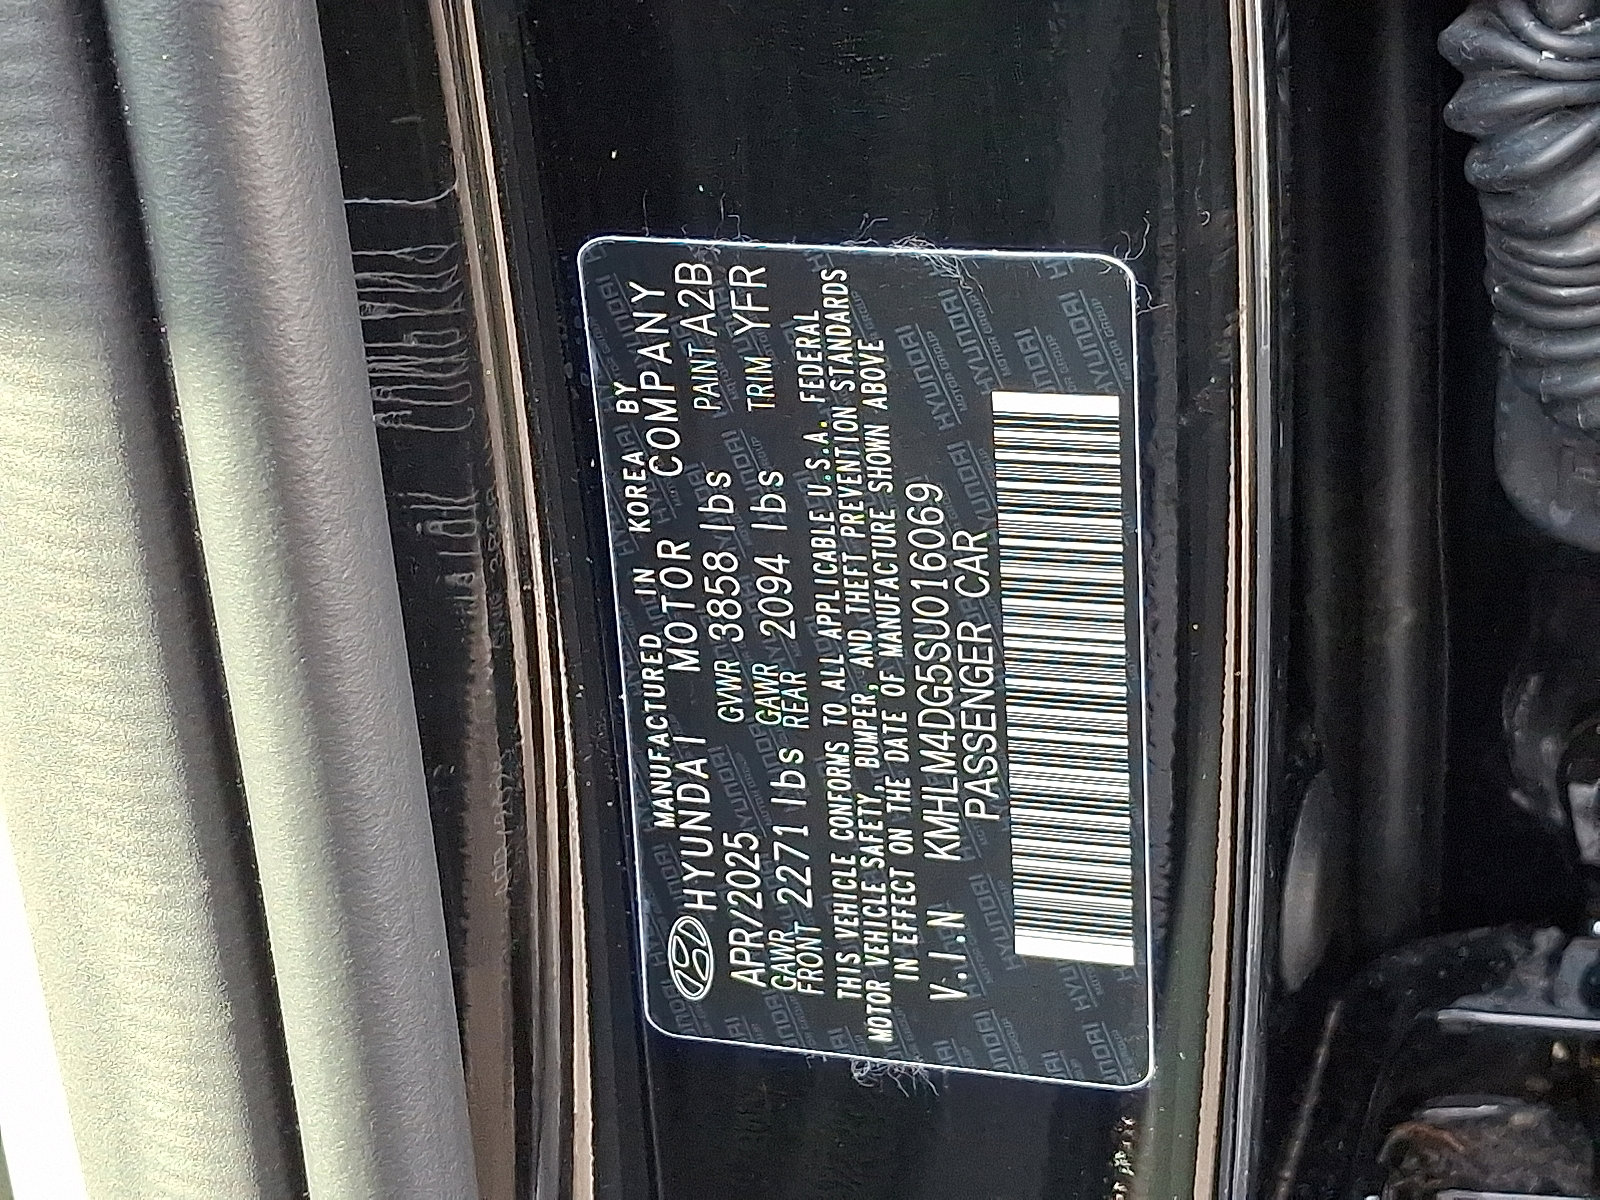 MANUFACTURED IN KOREA BY
HYUNDAI MOTOR COMPANY
APR/2025 GVWR 3858 lbs PAINT A2B
GAWR FRONT 2271 lbs GAWR REAR 2094 lbs TRIM YFR
THIS VEHICLE CONFORMS TO ALL APPLICABLE U.S.A. FEDERAL
MOTOR VEHICLE SAFETY, BUMPER, AND THEFT PREVENTION STANDARDS
IN EFFECT ON THE DATE OF MANUFACTURE SHOWN ABOVE
V.I.N KMHLM4DG5SU016069
PASSENGER CAR